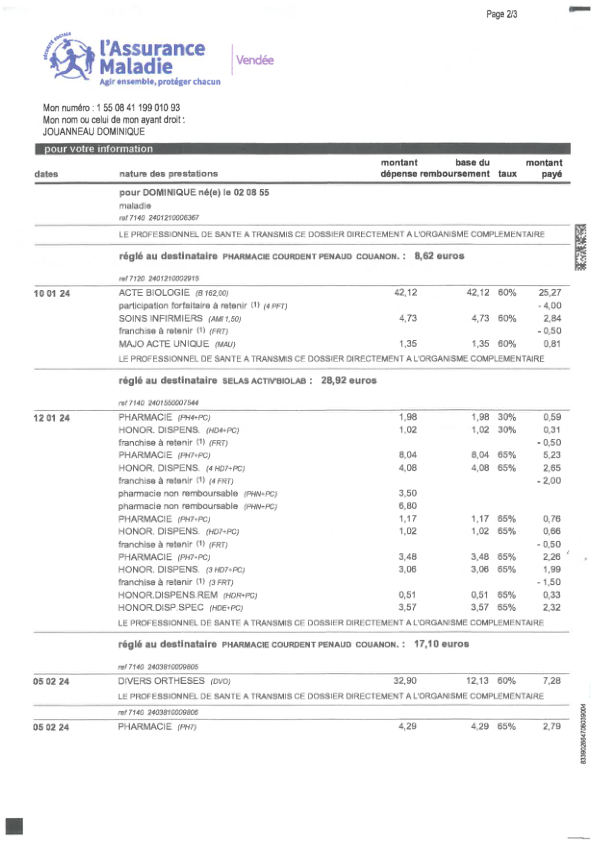 Page 2/3
SÉCURITÉ SOCIALE
l'Assurance
Maladie
Agir ensemble, protéger chacun
Vendée
Mon numéro : 1 55 08 41 199 010 93
Mon nom ou celui de mon ayant droit :
JOUANNEAU DOMINIQUE
pour votre information
dates nature des prestations montant dépense base du remboursement taux montant payé
pour DOMINIQUE né(e) le 02 08 55
maladie
ref 7140 2401210006367
LE PROFESSIONNEL DE SANTE A TRANSMIS CE DOSSIER DIRECTEMENT A L'ORGANISME COMPLEMENTAIRE
réglé au destinataire PHARMACIE COURDENT PENAUD COUANON. : 8,62 euros
ref 7120 2401210002915
10 01 24 ACTE BIOLOGIE (B 162,00) 42,12 42,12 60% 25,27
participation forfaitaire à retenir (1) (4 PFT) - 4,00
SOINS INFIRMIERS (AMI 1,50) 4,73 4,73 60% 2,84
franchise à retenir (1) (FRT) - 0,50
MAJO ACTE UNIQUE (MAU) 1,35 1,35 60% 0,81
LE PROFESSIONNEL DE SANTE A TRANSMIS CE DOSSIER DIRECTEMENT A L'ORGANISME COMPLEMENTAIRE
réglé au destinataire SELAS ACTIV'BIOLAB : 28,92 euros
ref 7140 2401550007544
12 01 24 PHARMACIE (PH4+PC) 1,98 1,98 30% 0,59
HONOR. DISPENS. (HD4+PC) 1,02 1,02 30% 0,31
franchise à retenir (1) (FRT) - 0,50
PHARMACIE (PH7+PC) 8,04 8,04 65% 5,23
HONOR. DISPENS. (4 HD7+PC) 4,08 4,08 65% 2,65
franchise à retenir (1) (4 FRT) - 2,00
pharmacie non remboursable (PHN+PC) 3,50
pharmacie non remboursable (PHN+PC) 6,80
PHARMACIE (PH7+PC) 1,17 1,17 65% 0,76
HONOR. DISPENS. (HD7+PC) 1,02 1,02 65% 0,66
franchise à retenir (1) (FRT) - 0,50
PHARMACIE (PH7+PC) 3,48 3,48 65% 2,26
HONOR. DISPENS. (3 HD7+PC) 3,06 3,06 65% 1,99
franchise à retenir (1) (3 FRT) - 1,50
HONOR.DISPENS.REM (HDR+PC) 0,51 0,51 65% 0,33
HONOR.DISP.SPEC (HDE+PC) 3,57 3,57 65% 2,32
LE PROFESSIONNEL DE SANTE A TRANSMIS CE DOSSIER DIRECTEMENT A L'ORGANISME COMPLEMENTAIRE
réglé au destinataire PHARMACIE COURDENT PENAUD COUANON. : 17,10 euros
ref 7140 2403810009805
05 02 24 DIVERS ORTHESES (DVO) 32,90 12,13 60% 7,28
LE PROFESSIONNEL DE SANTE A TRANSMIS CE DOSSIER DIRECTEMENT A L'ORGANISME COMPLEMENTAIRE
ref 7140 2403810009806
05 02 24 PHARMACIE (PH7) 4,29 4,29 65% 2,79